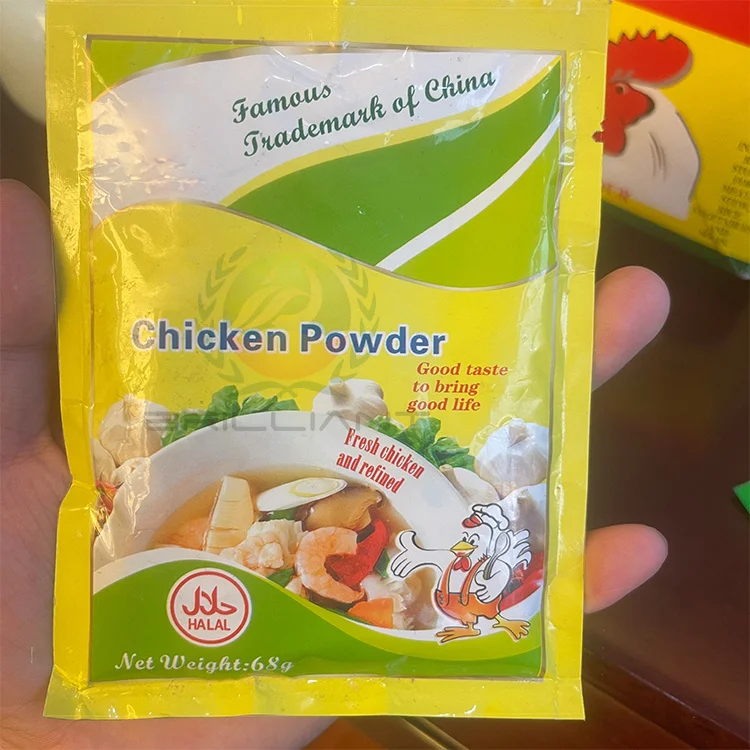 Famous
Trademark of China
Chicken Powder
Good taste
to bring
good life
BRILLIANT
Fresh chicken
and refined
حلال
HALAL
Net Weight:68g